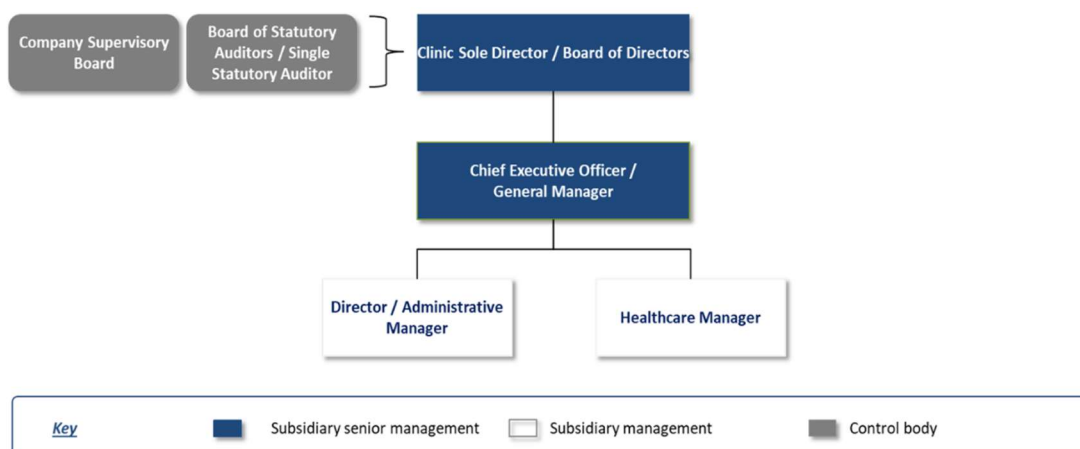 Company Supervisory
Board
Board of Statutory
Auditors / Single
Statutory Auditor
Clinic Sole Director / Board of Directors
Chief Executive Officer /
General Manager
Director / Administrative
Manager
Healthcare Manager
Key
Subsidiary senior management
Subsidiary management
Control body